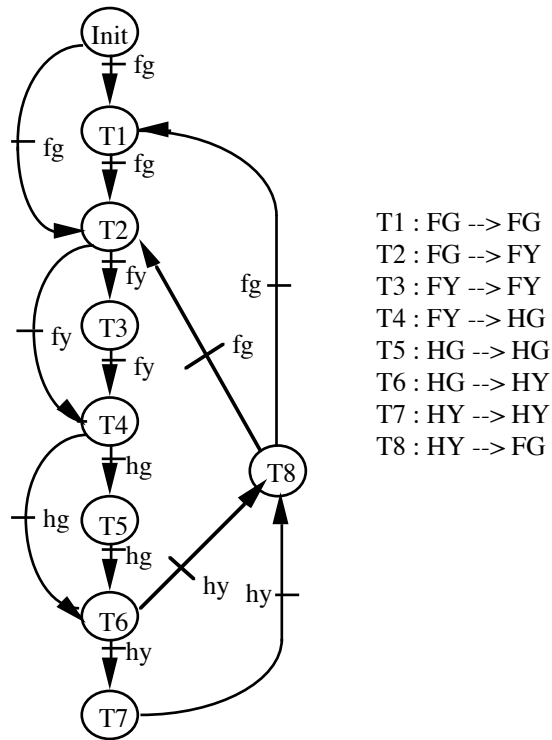 Init
fg
T1
fg
fg
T2
fg
fy
T3
fg
fy
fy
T4
hg
T8
hg
T5
hg
hy
hy
T6
hy
T7
T1 : FG --> FG
T2 : FG --> FY
T3 : FY --> FY
T4 : FY --> HG
T5 : HG --> HG
T6 : HG --> HY
T7 : HY --> HY
T8 : HY --> FG